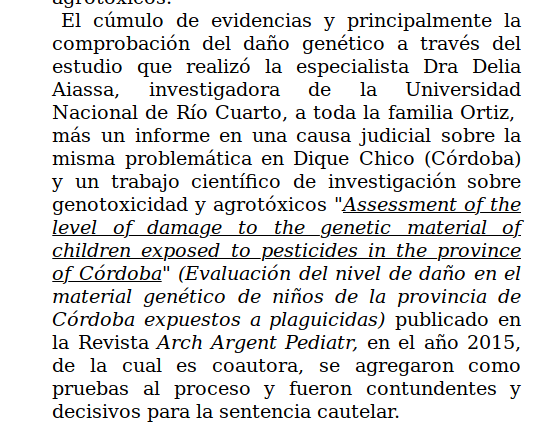 agrotóxicos.
El cúmulo de evidencias y principalmente la
comprobación del daño genético a través del
estudio que realizó la especialista Dra Delia
Aiassa, investigadora de la Universidad
Nacional de Río Cuarto, a toda la familia Ortiz,
más un informe en una causa judicial sobre la
misma problemática en Dique Chico (Córdoba)
y un trabajo científico de investigación sobre
genotoxicidad y agrotóxicos "Assessment of the
level of damage to the genetic material of
children exposed to pesticides in the province
of Córdoba" (Evaluación del nivel de daño en el
material genético de niños de la provincia de
Córdoba expuestos a plaguicidas) publicado en
la Revista Arch Argent Pediatr, en el año 2015,
de la cual es coautora, se agregaron como
pruebas al proceso y fueron contundentes y
decisivos para la sentencia cautelar.